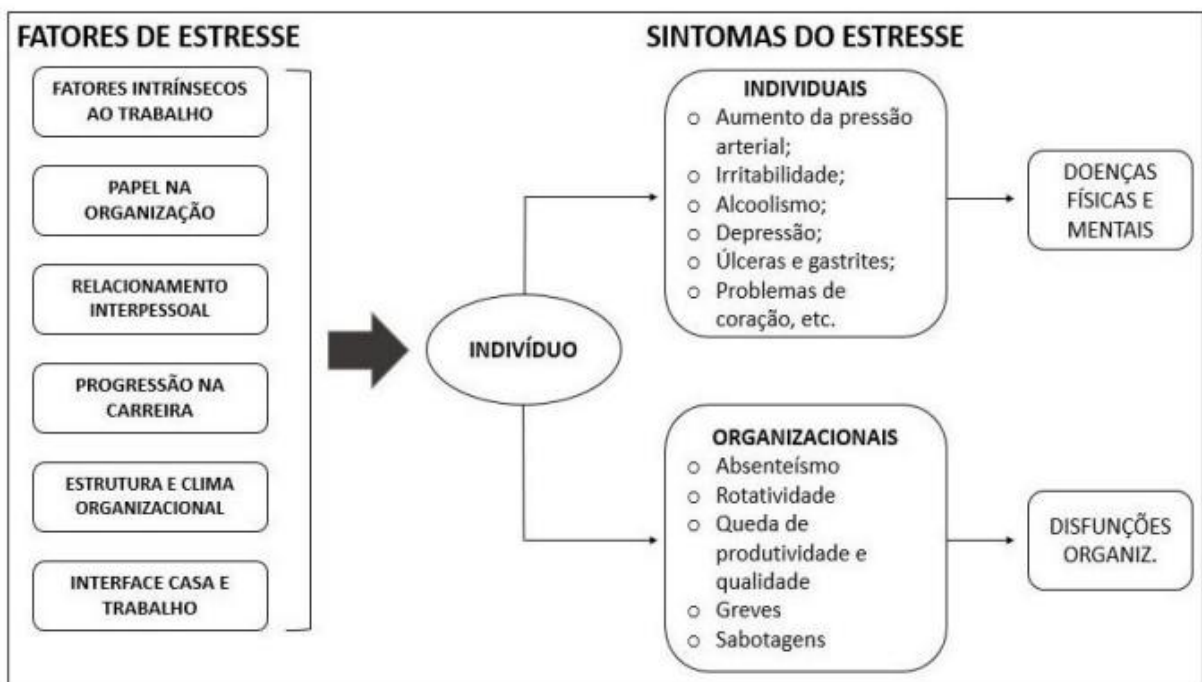 FATORES DE ESTRESSE
FATORES INTRÍNSECOS
AO TRABALHO
PAPEL NA
ORGANIZAÇÃO
RELACIONAMENTO
INTERPESSOAL
PROGRESSÃO NA
CARREIRA
ESTRUTURA E CLIMA
ORGANIZACIONAL
INTERFACE CASA E
TRABALHO
INDIVÍDUO
SINTOMAS DO ESTRESSE
INDIVIDUAIS
o Aumento da pressão
arterial;
o Irritabilidade;
o Alcoolismo;
o Depressão;
o Úlceras e gastrites;
o Problemas de
coração, etc.
DOENÇAS
FÍSICAS E
MENTAIS
ORGANIZACIONAIS
o Absenteísmo
o Rotatividade
o Queda de
produtividade e
qualidade
o Greves
o Sabotagens
DISFUNÇÕES
ORGANIZ.